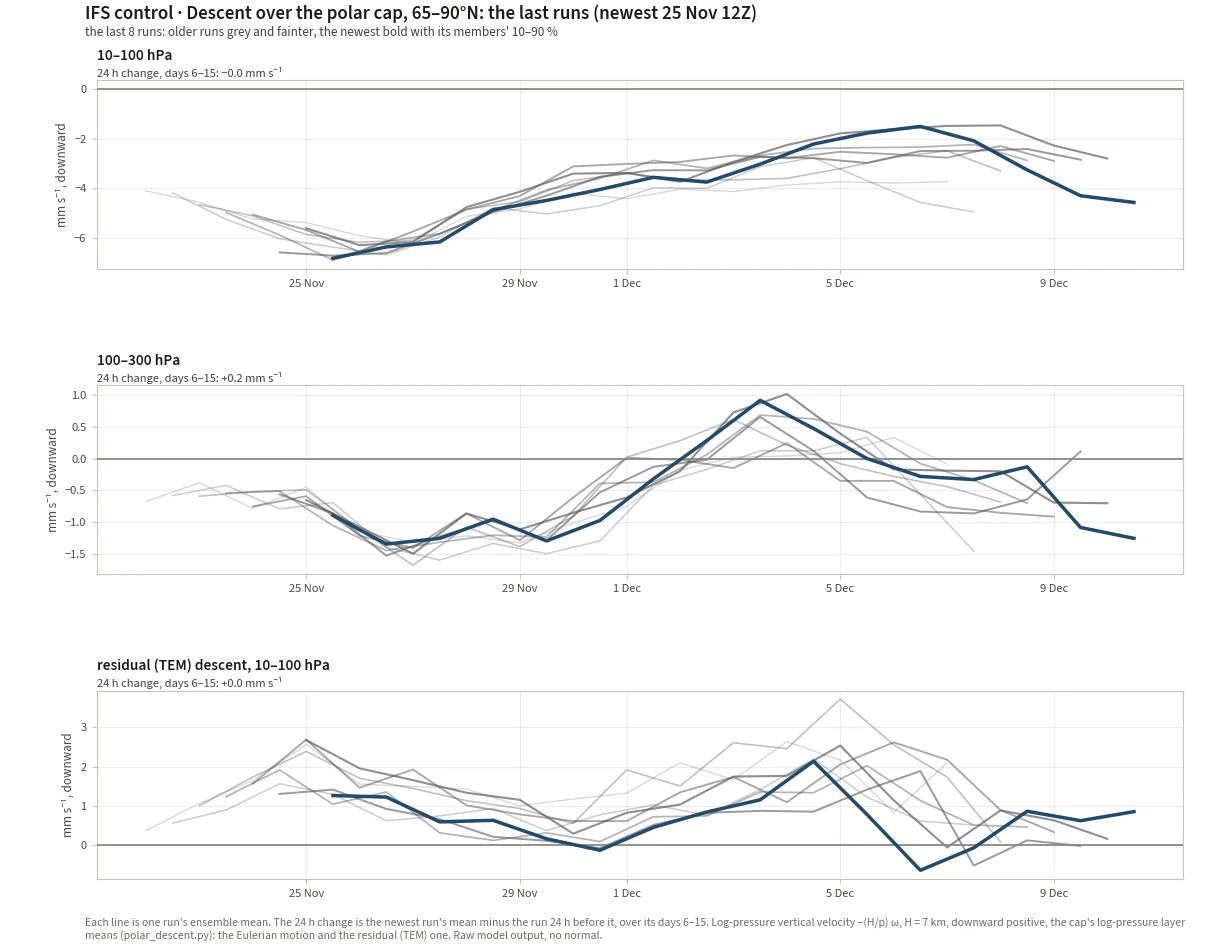 IFS control · Descent over the polar cap, 65–90°N: the last runs (newest 25 Nov 12Z)
the last 8 runs: older runs grey and fainter, the newest bold with its members' 10–90 %
10–100 hPa
24 h change, days 6–15: −0.0 mm s⁻¹
mm s⁻¹, downward
0
−2
−4
−6
25 Nov
29 Nov
1 Dec
5 Dec
9 Dec
100–300 hPa
24 h change, days 6–15: +0.2 mm s⁻¹
mm s⁻¹, downward
1.0
0.5
0.0
−0.5
−1.0
−1.5
25 Nov
29 Nov
1 Dec
5 Dec
9 Dec
residual (TEM) descent, 10–100 hPa
24 h change, days 6–15: +0.0 mm s⁻¹
mm s⁻¹, downward
3
2
1
0
25 Nov
29 Nov
1 Dec
5 Dec
9 Dec
Each line is one run's ensemble mean. The 24 h change is the newest run's mean minus the run 24 h before it, over its days 6–15. Log-pressure vertical velocity −(H/p) ω, H = 7 km, downward positive, the cap's log-pressure layer
means (polar_descent.py): the Eulerian motion and the residual (TEM) one. Raw model output, no normal.